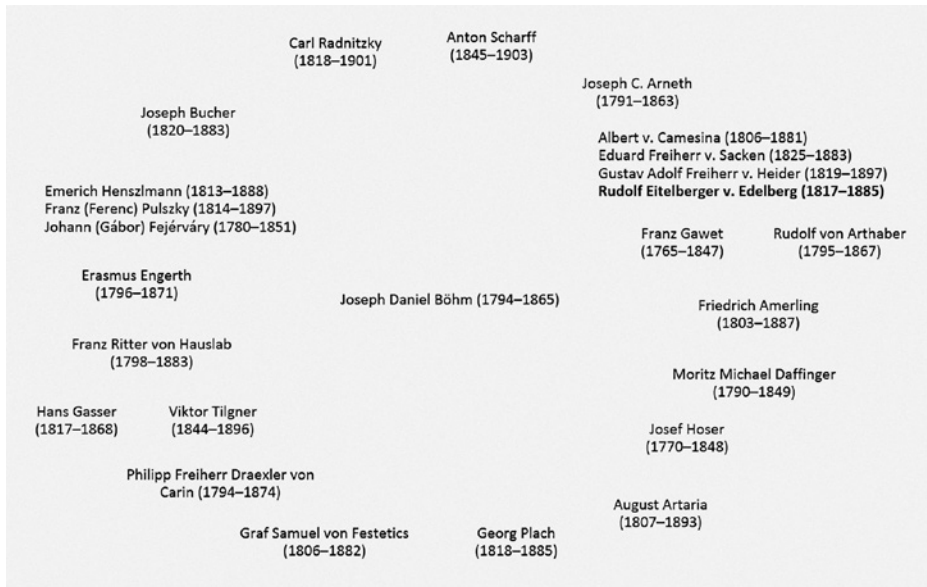 Carl Radnitzky
(1818–1901)
Anton Scharff
(1845–1903)
Joseph C. Arneth
(1791–1863)
Joseph Bucher
(1820–1883)
Albert v. Camesina (1806–1881)
Eduard Freiherr v. Sacken (1825–1883)
Gustav Adolf Freiherr v. Heider (1819–1897)
Rudolf Eitelberger v. Edelberg (1817–1885)
Emerich Henszlmann (1813–1888)
Franz (Ferenc) Pulszky (1814–1897)
Johann (Gábor) Fejérváry (1780–1851)
Franz Gawet
(1765–1847)
Rudolf von Arthaber
(1795–1867)
Erasmus Engerth
(1796–1871)
Joseph Daniel Böhm (1794–1865)
Friedrich Amerling
(1803–1887)
Franz Ritter von Hauslab
(1798–1883)
Moritz Michael Daffinger
(1790–1849)
Hans Gasser
(1817–1868)
Viktor Tilgner
(1844–1896)
Josef Hoser
(1770–1848)
Philipp Freiherr Draexler von
Carin (1794–1874)
August Artaria
(1807–1893)
Graf Samuel von Festetics
(1806–1882)
Georg Plach
(1818–1885)